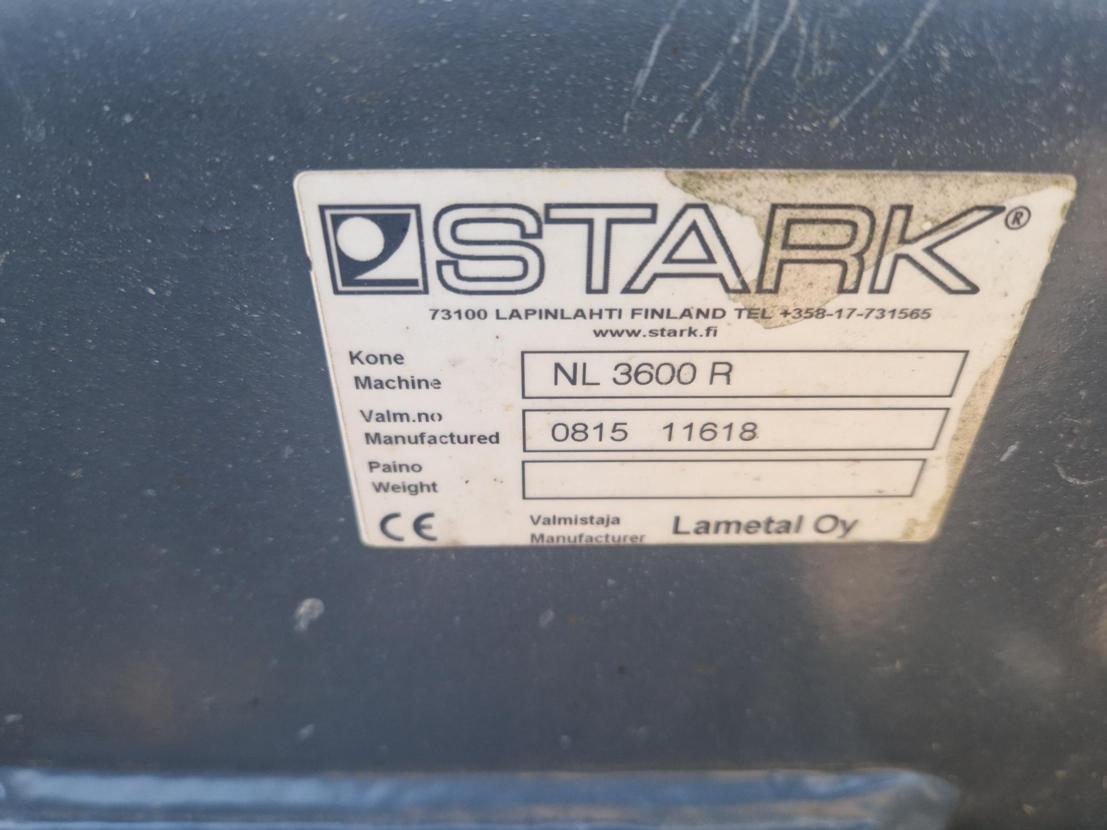 STARK®
73100 LAPINLAHTI FINLAND TEL +358-17-731565
www.stark.fi
Kone
Machine
NL 3600 R
Valm.no
Manufactured
0815 11618
Paino
Weight
CE
Valmistaja
Manufacturer
Lametal Oy